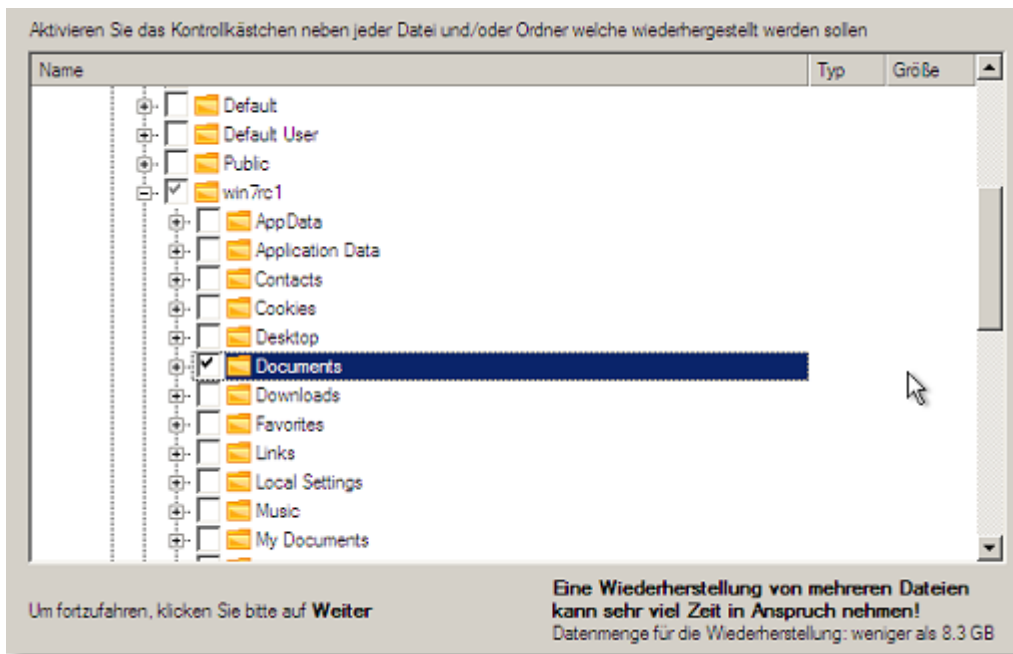 Aktivieren Sie das Kontrollkästchen neben jeder Datei und/oder Ordner welche wiederhergestellt werden sollen
Name Typ Größe
Default
Default User
Public
win7rc1
AppData
Application Data
Contacts
Cookies
Desktop
Documents
Downloads
Favorites
Links
Local Settings
Music
My Documents
Um fortzufahren, klicken Sie bitte auf Weiter
Eine Wiederherstellung von mehreren Dateien
kann sehr viel Zeit in Anspruch nehmen!
Datenmenge für die Wiederherstellung: weniger als 8.3 GB